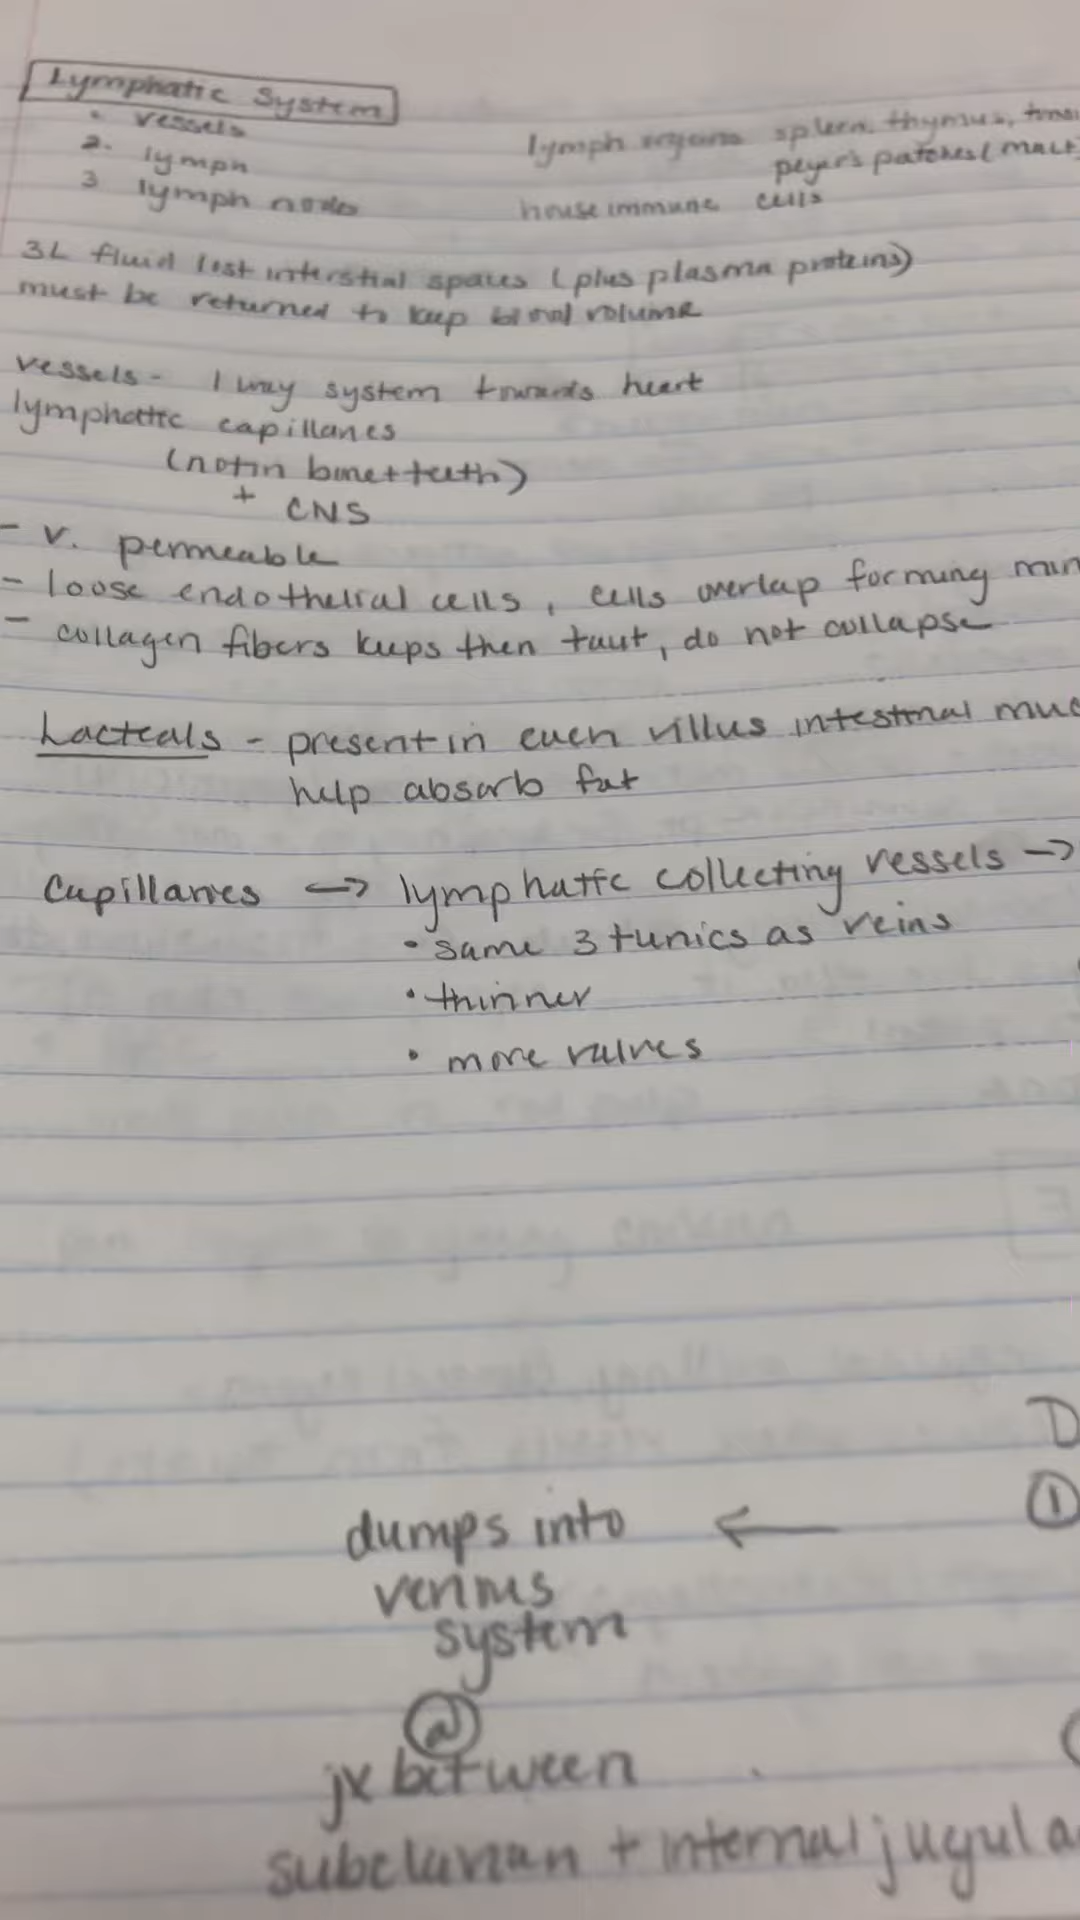 Lymphatic System
1. vessels
2. lymph
3 lymph nodes
lymph organs spleen, thymus,
peyer's patches (malt)
house immune cells
3L fluid lost interstial spaces (plus plasma proteins)
must be returned to keep blood volume
vessels - 1 way system towards heart
lymphatic capillaries
(not in bone + teeth)
+ CNS
- v. permeable
- loose endothelial cells, cells overlap forming
- collagen fibers keeps then taut, do not collapse
Lacteals - present in each villus intestinal
help absorb fat
Capillaries -> lymphatic collecting vessels ->
• same 3 tunics as veins
• thinner
• more valves
D
①
dumps into ←
venous
system
@
jx between
subclavian + internal jugula